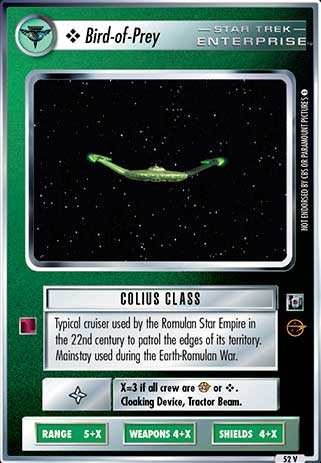 ❖ Bird-of-Prey
STAR TREK
ENTERPRISE™
NOT ENDORSED BY CBS OR PARAMOUNT PICTURES
COLIUS CLASS
Typical cruiser used by the Romulan Star Empire in
the 22nd century to patrol the edges of its territory.
Mainstay used during the Earth-Romulan War.
X=3 if all crew are or ❖.
Cloaking Device, Tractor Beam.
RANGE 5+X WEAPONS 4+X SHIELDS 4+X
52 V